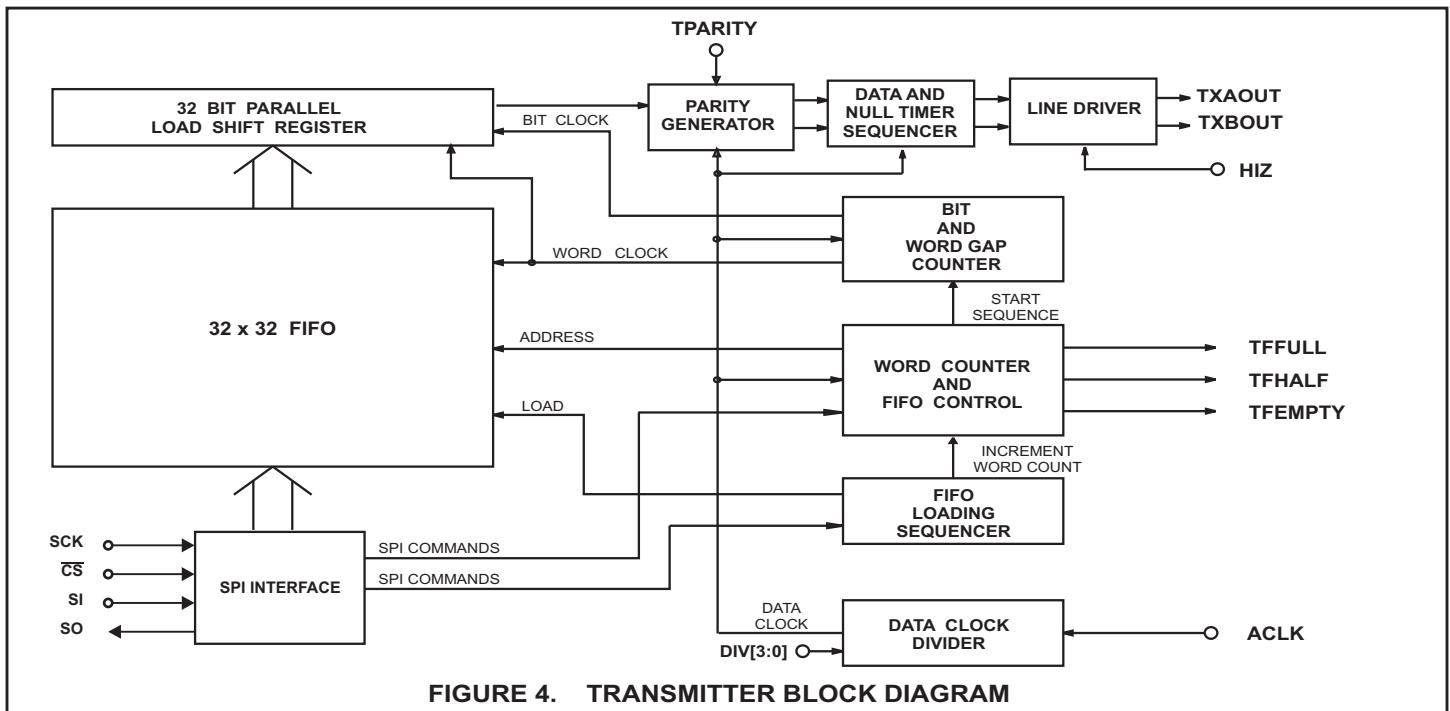 TPARITY
32 BIT PARALLEL
LOAD SHIFT REGISTER
BIT CLOCK
PARITY
GENERATOR
DATA AND
NULL TIMER
SEQUENCER
LINE DRIVER
TXAOUT
TXBOUT
HIZ
BIT
AND
WORD GAP
COUNTER
WORD CLOCK
START
SEQUENCE
32 x 32 FIFO
ADDRESS
WORD COUNTER
AND
FIFO CONTROL
TFFULL
TFHALF
TFEMPTY
LOAD
INCREMENT
WORD COUNT
FIFO
LOADING
SEQUENCER
SCK
CS
SI
SO
SPI INTERFACE
SPI COMMANDS
SPI COMMANDS
DATA
CLOCK
DIV[3:0]
DATA CLOCK
DIVIDER
ACLK
FIGURE 4. TRANSMITTER BLOCK DIAGRAM